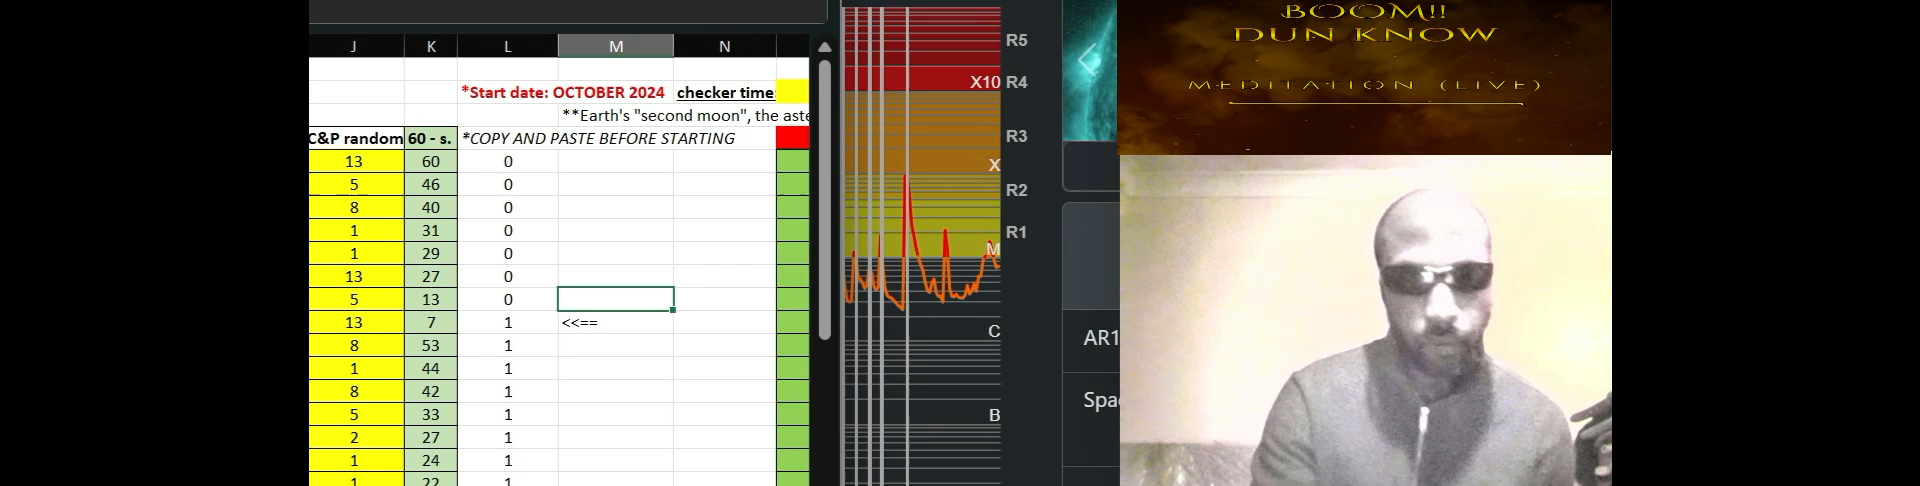 J K L M N
*Start date: OCTOBER 2024 checker time:
**Earth's "second moon", the aste
C&P random 60 - s. *COPY AND PASTE BEFORE STARTING
13 60 0
5 46 0
8 40 0
1 31 0
1 29 0
13 27 0
5 13 0
13 7 1 <<==
8 53 1
1 44 1
8 42 1
5 33 1
2 27 1
1 24 1
1 22 1
R5
X10 R4
R3
X
R2
R1
M
C
B
AR1
Spa
BOOM!!
DUN KNOW
MEDITATION (LIVE)